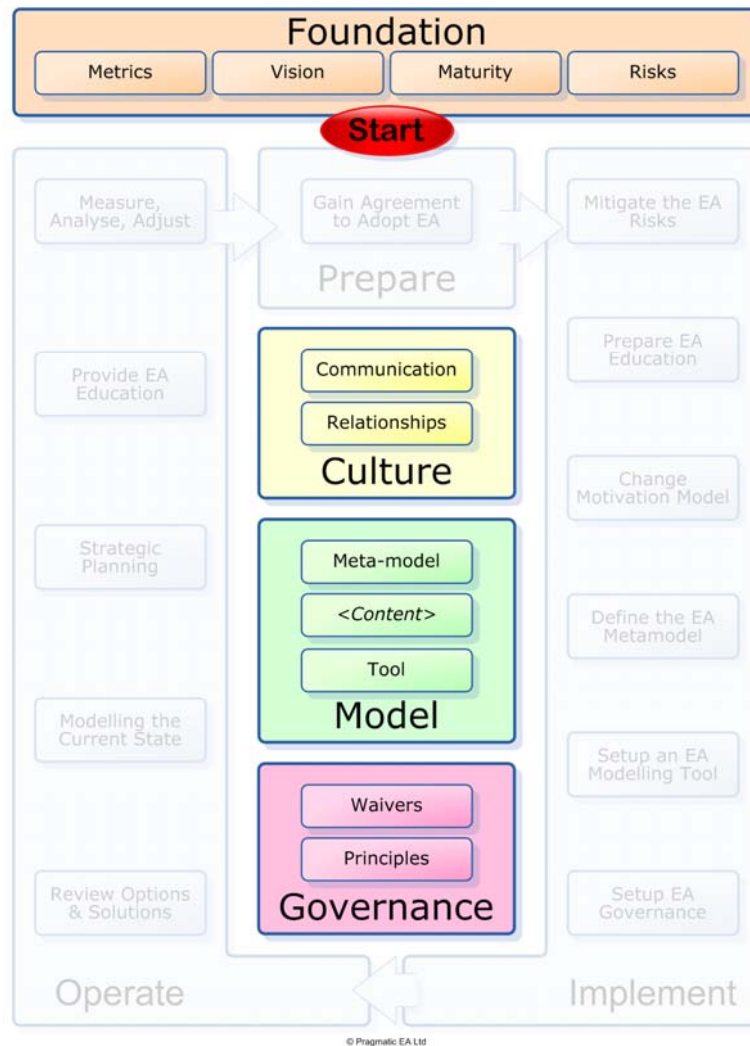 Foundation
Metrics
Vision
Maturity
Risks
Start
Measure,
Analyse, Adjust
Gain Agreement
to Adopt EA
Mitigate the EA
Risks
Prepare
Communication
Relationships
Culture
Provide EA
Education
Prepare EA
Education
Strategic
Planning
Meta-model
<Content>
Tool
Model
Change
Motivation Model
Define the EA
Metamodel
Modelling the
Current State
Setup an EA
Modelling Tool
Waivers
Principles
Governance
Review Options
& Solutions
Setup EA
Governance
Operate
Implement
© Pragmatic EA Ltd